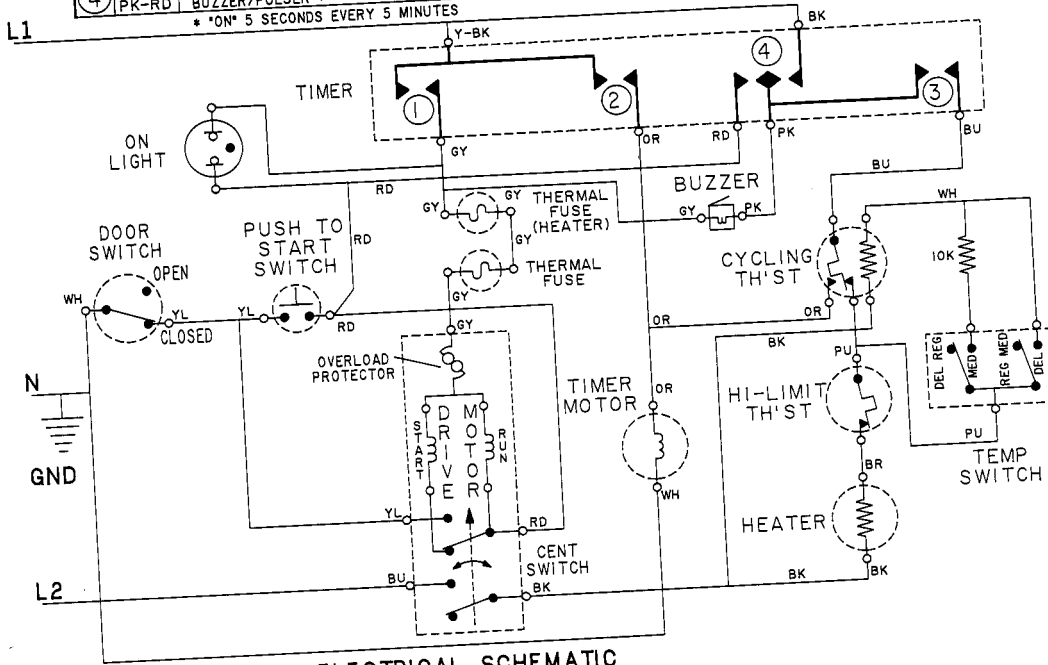 4 PK-RD BUZZER/PULSER
* "ON" 5 SECONDS EVERY 5 MINUTES
L1
Y-BK
BK
TIMER
1
2
4
3
ON
LIGHT
GY
OR
RD
PK
BU
RD
BU
BUZZER
GY
PK
GY
GY
THERMAL
FUSE
(HEATER)
WH
DOOR
SWITCH
OPEN
PUSH TO
START
SWITCH
RD
GY
THERMAL
FUSE
CYCLING
TH'ST
10K
WH
YL
CLOSED
YL
RD
GY
GY
OR
OR
BK
OVERLOAD
PROTECTOR
PU
DEL REG
MED
REG MED
DEL
N
GND
TIMER
MOTOR
OR
HI-LIMIT
TH'ST
START
DRIVE
MOTOR
RUN
PU
TEMP
SWITCH
BR
WH
YL
RD
HEATER
CENT
SWITCH
L2
BU
BK
BK
BK
ELECTRICAL SCHEMATIC